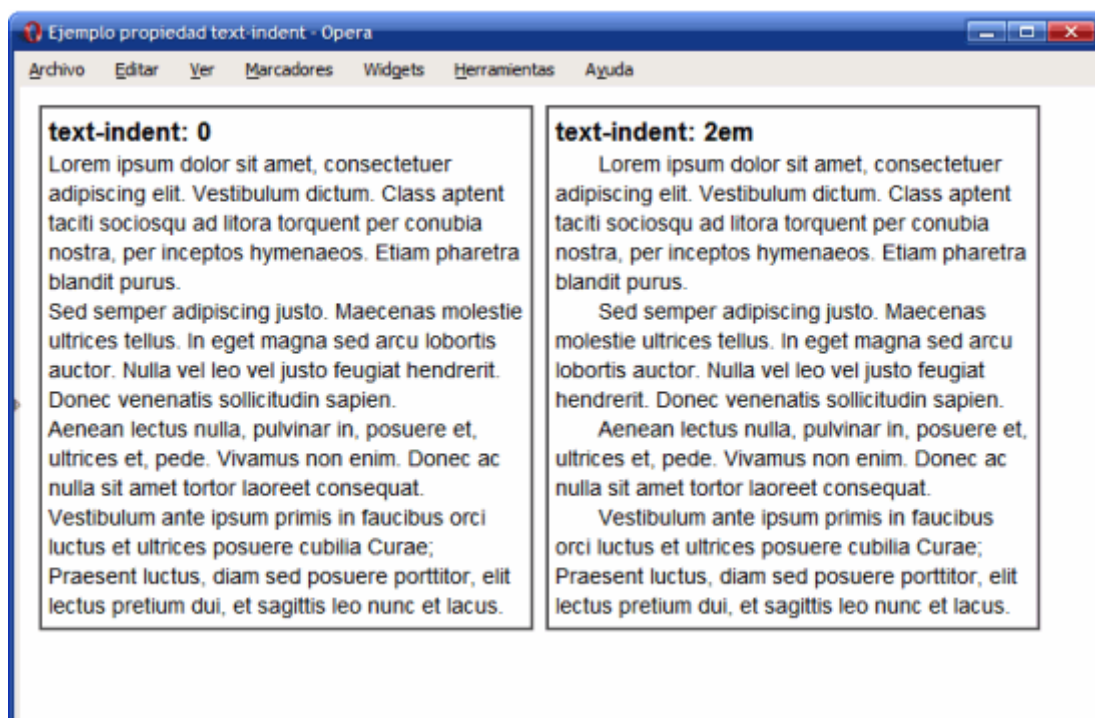 Ejemplo propiedad text-indent - Opera
Archivo Editar Ver Marcadores Widgets Herramientas Ayuda
text-indent: 0
Lorem ipsum dolor sit amet, consectetuer
adipiscing elit. Vestibulum dictum. Class aptent
taciti sociosqu ad litora torquent per conubia
nostra, per inceptos hymenaeos. Etiam pharetra
blandit purus.
Sed semper adipiscing justo. Maecenas molestie
ultrices tellus. In eget magna sed arcu lobortis
auctor. Nulla vel leo vel justo feugiat hendrerit.
Donec venenatis sollicitudin sapien.
Aenean lectus nulla, pulvinar in, posuere et,
ultrices et, pede. Vivamus non enim. Donec ac
nulla sit amet tortor laoreet consequat.
Vestibulum ante ipsum primis in faucibus orci
luctus et ultrices posuere cubilia Curae;
Praesent luctus, diam sed posuere porttitor, elit
lectus pretium dui, et sagittis leo nunc et lacus.
text-indent: 2em
Lorem ipsum dolor sit amet, consectetuer
adipiscing elit. Vestibulum dictum. Class aptent
taciti sociosqu ad litora torquent per conubia
nostra, per inceptos hymenaeos. Etiam pharetra
blandit purus.
Sed semper adipiscing justo. Maecenas
molestie ultrices tellus. In eget magna sed arcu
lobortis auctor. Nulla vel leo vel justo feugiat
hendrerit. Donec venenatis sollicitudin sapien.
Aenean lectus nulla, pulvinar in, posuere et,
ultrices et, pede. Vivamus non enim. Donec ac
nulla sit amet tortor laoreet consequat.
Vestibulum ante ipsum primis in faucibus
orci luctus et ultrices posuere cubilia Curae;
Praesent luctus, diam sed posuere porttitor, elit
lectus pretium dui, et sagittis leo nunc et lacus.